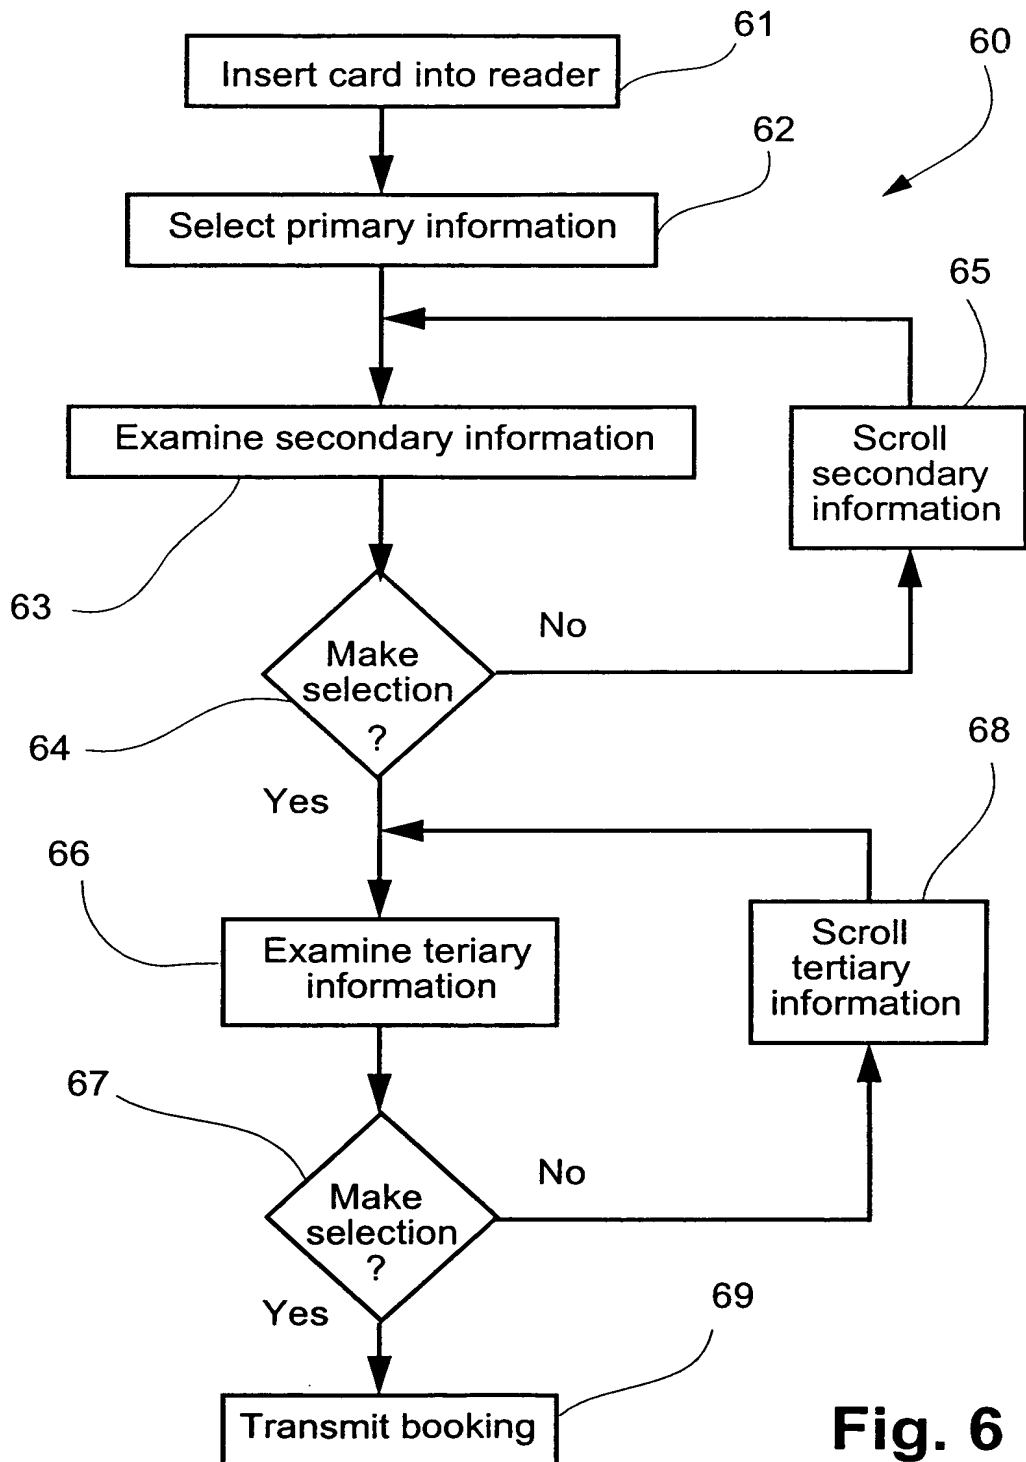 61
60
Insert card into reader
62
Select primary information
65
Examine secondary information
Scroll
secondary
information
63
No
Make
selection
?
64
68
Yes
66
Examine teriary
information
Scroll
tertiary
information
67
No
Make
selection
?
Yes
69
Transmit booking
Fig. 6